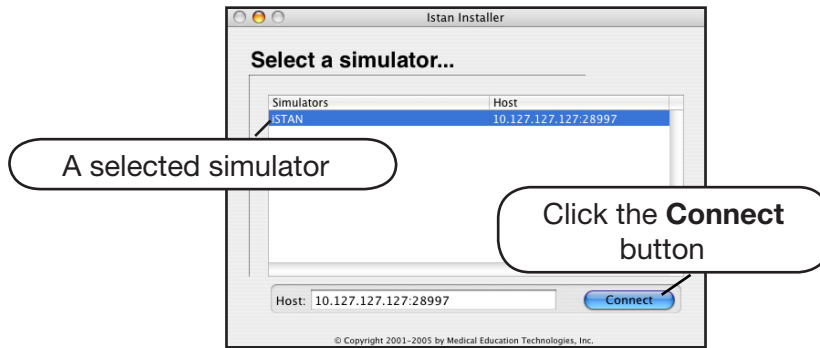 Istan Installer
Select a simulator...
Simulators Host
iSTAN 10.127.127.127:28997
A selected simulator
Click the Connect
button
Host: 10.127.127.127:28997 Connect
© Copyright 2001-2005 by Medical Education Technologies, Inc.